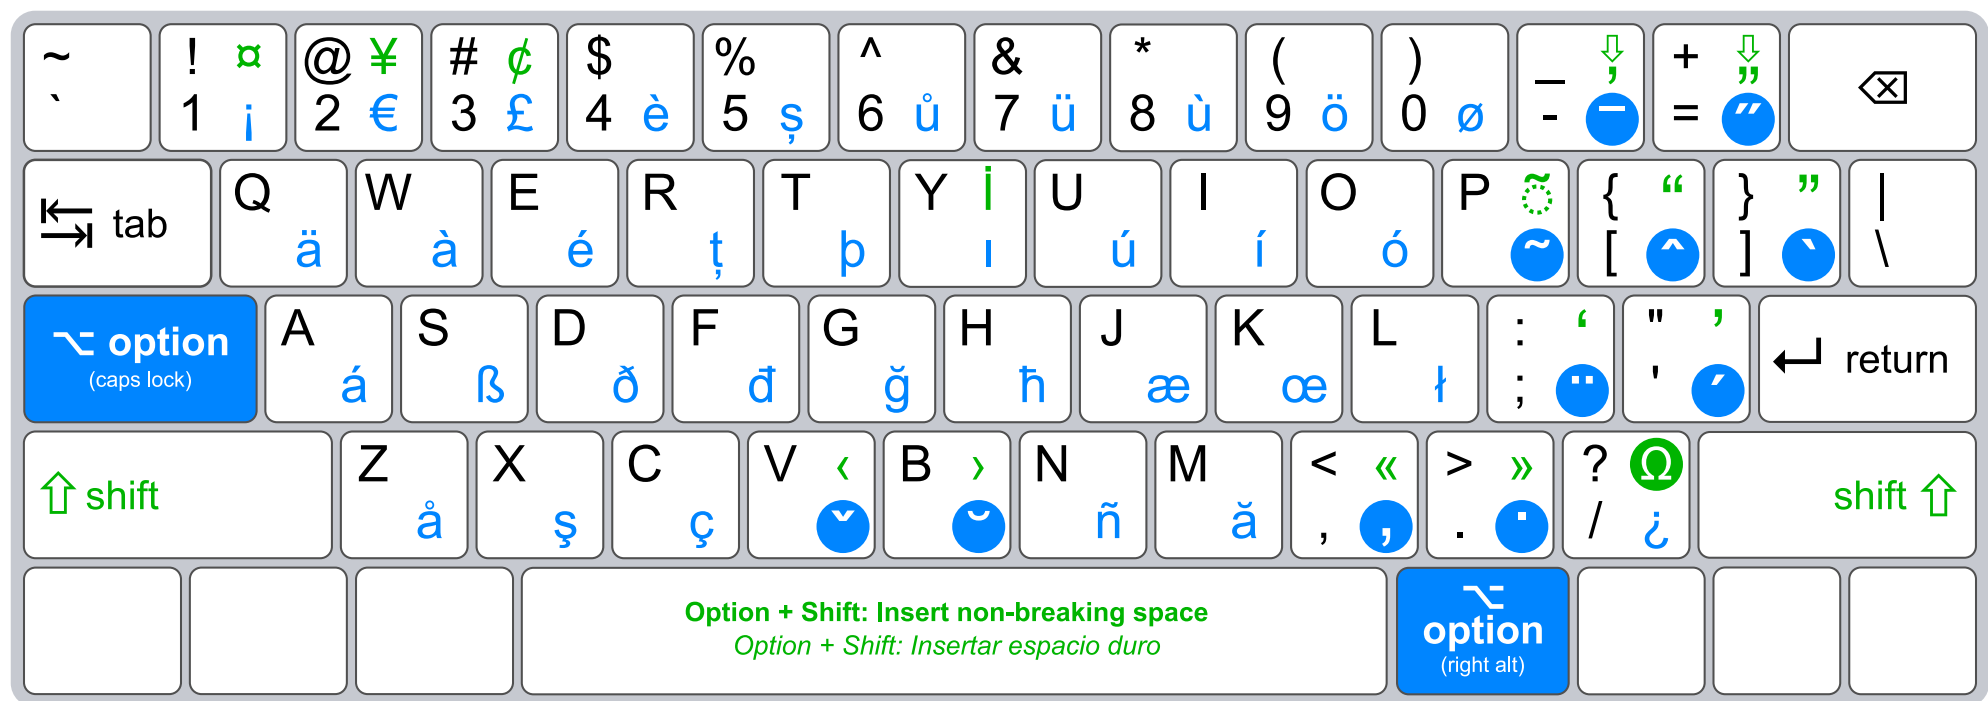 ~ ! ¤ @ ¥ # ¢ $ % ^ & * ( ) _ ⇩, + ⇩„ ⌫
` 1 ¡ 2 € 3 £ 4 è 5 ș 6 ů 7 ü 8 ù 9 ö 0 ø - ¯ = ˝
tab Q W E R T Y İ U I O P ~ { “ } ” |
ä à é ț þ ı ú í ó ~ [ ^ ] ` \
⌥ option A S D F G H J K L : ‘ " ’ return
(caps lock) á ß ð đ ğ ħ æ œ ł ; ¨ ' ´
⇧ shift Z X C V ‹ B › N M < « > » ? Ω shift ⇧
å ş ç ˇ ˘ ñ ă , ¸ . ˙ / ¿
Option + Shift: Insert non-breaking space
Option + Shift: Insertar espacio duro
⌥
option
(right alt)